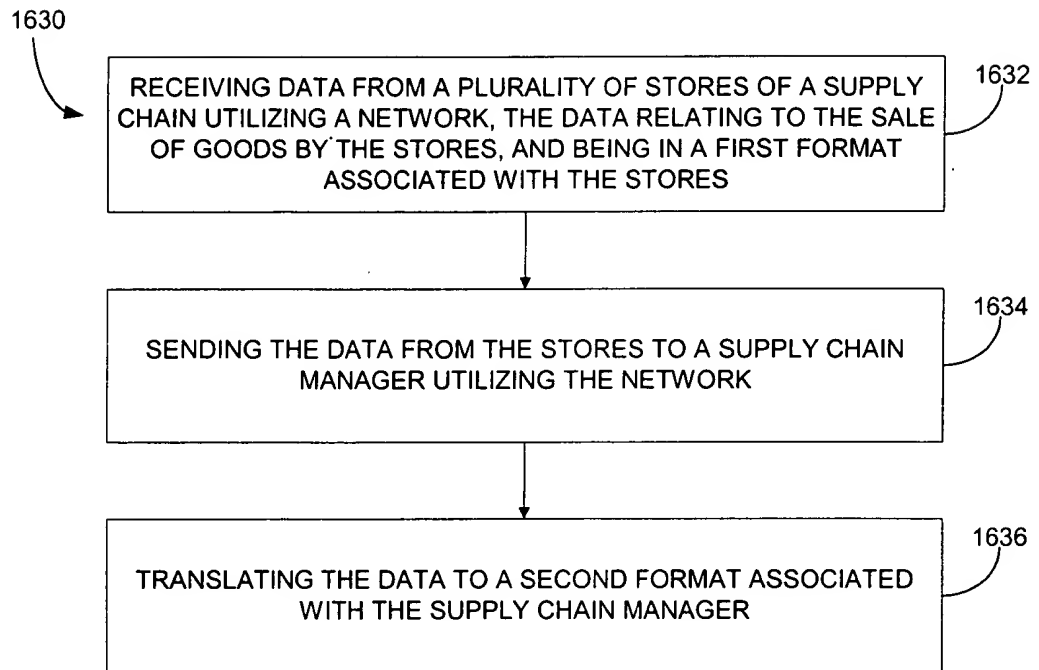 1630
RECEIVING DATA FROM A PLURALITY OF STORES OF A SUPPLY
CHAIN UTILIZING A NETWORK, THE DATA RELATING TO THE SALE
OF GOODS BY THE STORES, AND BEING IN A FIRST FORMAT
ASSOCIATED WITH THE STORES
1632
SENDING THE DATA FROM THE STORES TO A SUPPLY CHAIN
MANAGER UTILIZING THE NETWORK
1634
TRANSLATING THE DATA TO A SECOND FORMAT ASSOCIATED
WITH THE SUPPLY CHAIN MANAGER
1636